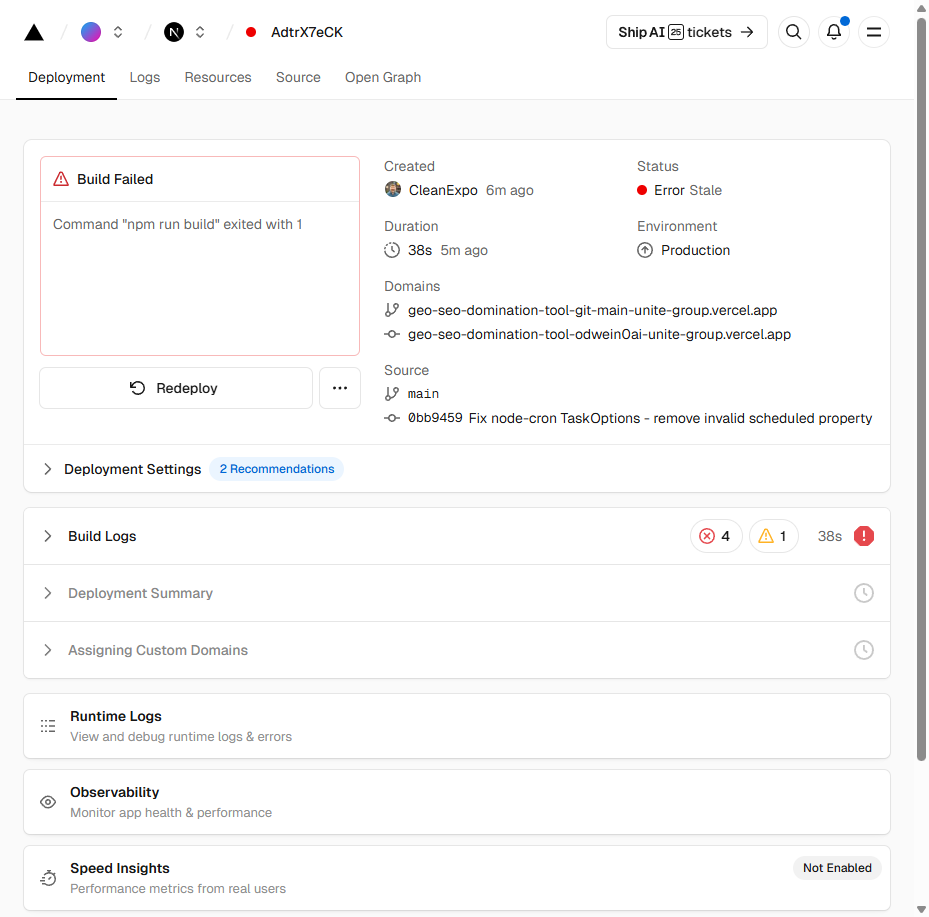 N
AdtrX7eCK
Ship AI 25 tickets →
Deployment
Logs
Resources
Source
Open Graph
Build Failed
Command "npm run build" exited with 1
Redeploy
Created
CleanExpo 6m ago
Status
Error Stale
Duration
38s 5m ago
Environment
Production
Domains
geo-seo-domination-tool-git-main-unite-group.vercel.app
geo-seo-domination-tool-odwein0ai-unite-group.vercel.app
Source
main
0bb9459 Fix node-cron TaskOptions - remove invalid scheduled property
Deployment Settings 2 Recommendations
Build Logs 4 1 38s
Deployment Summary
Assigning Custom Domains
Runtime Logs
View and debug runtime logs & errors
Observability
Monitor app health & performance
Speed Insights Not Enabled
Performance metrics from real users